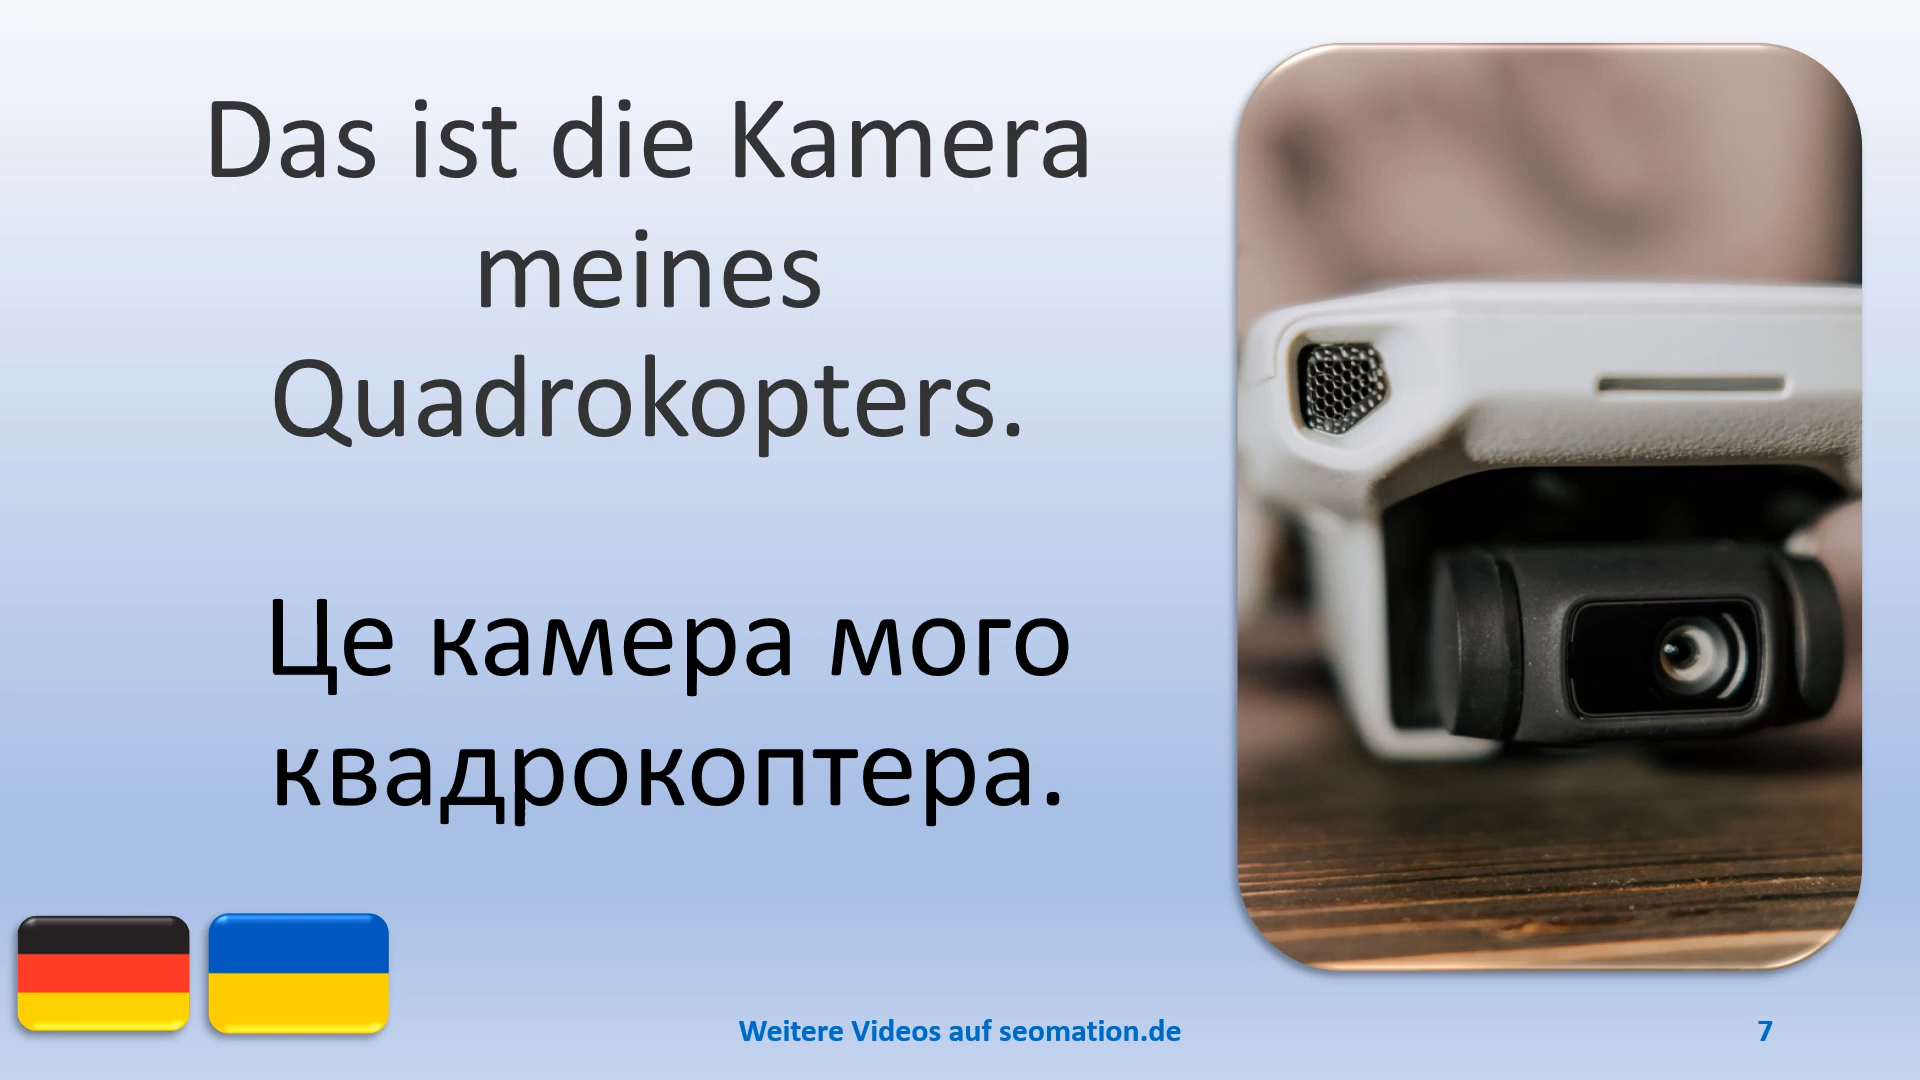 Das ist die Kamera
meines
Quadrokopters.
Це камера мого
квадрокоптера.
Weitere Videos auf seomation.de
7